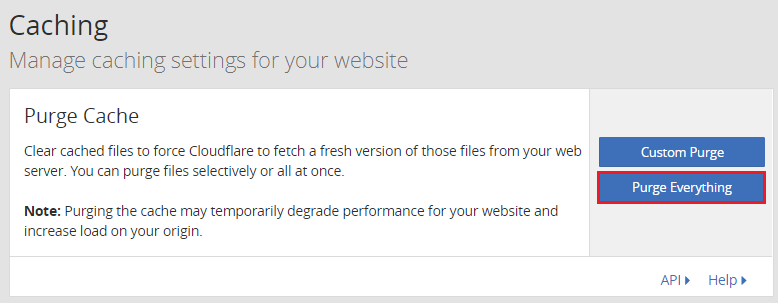 Caching
Manage caching settings for your website
Purge Cache
Clear cached files to force Cloudflare to fetch a fresh version of those files from your web
server. You can purge files selectively or all at once.
Note: Purging the cache may temporarily degrade performance for your website and
increase load on your origin.
Custom Purge
Purge Everything
API
Help